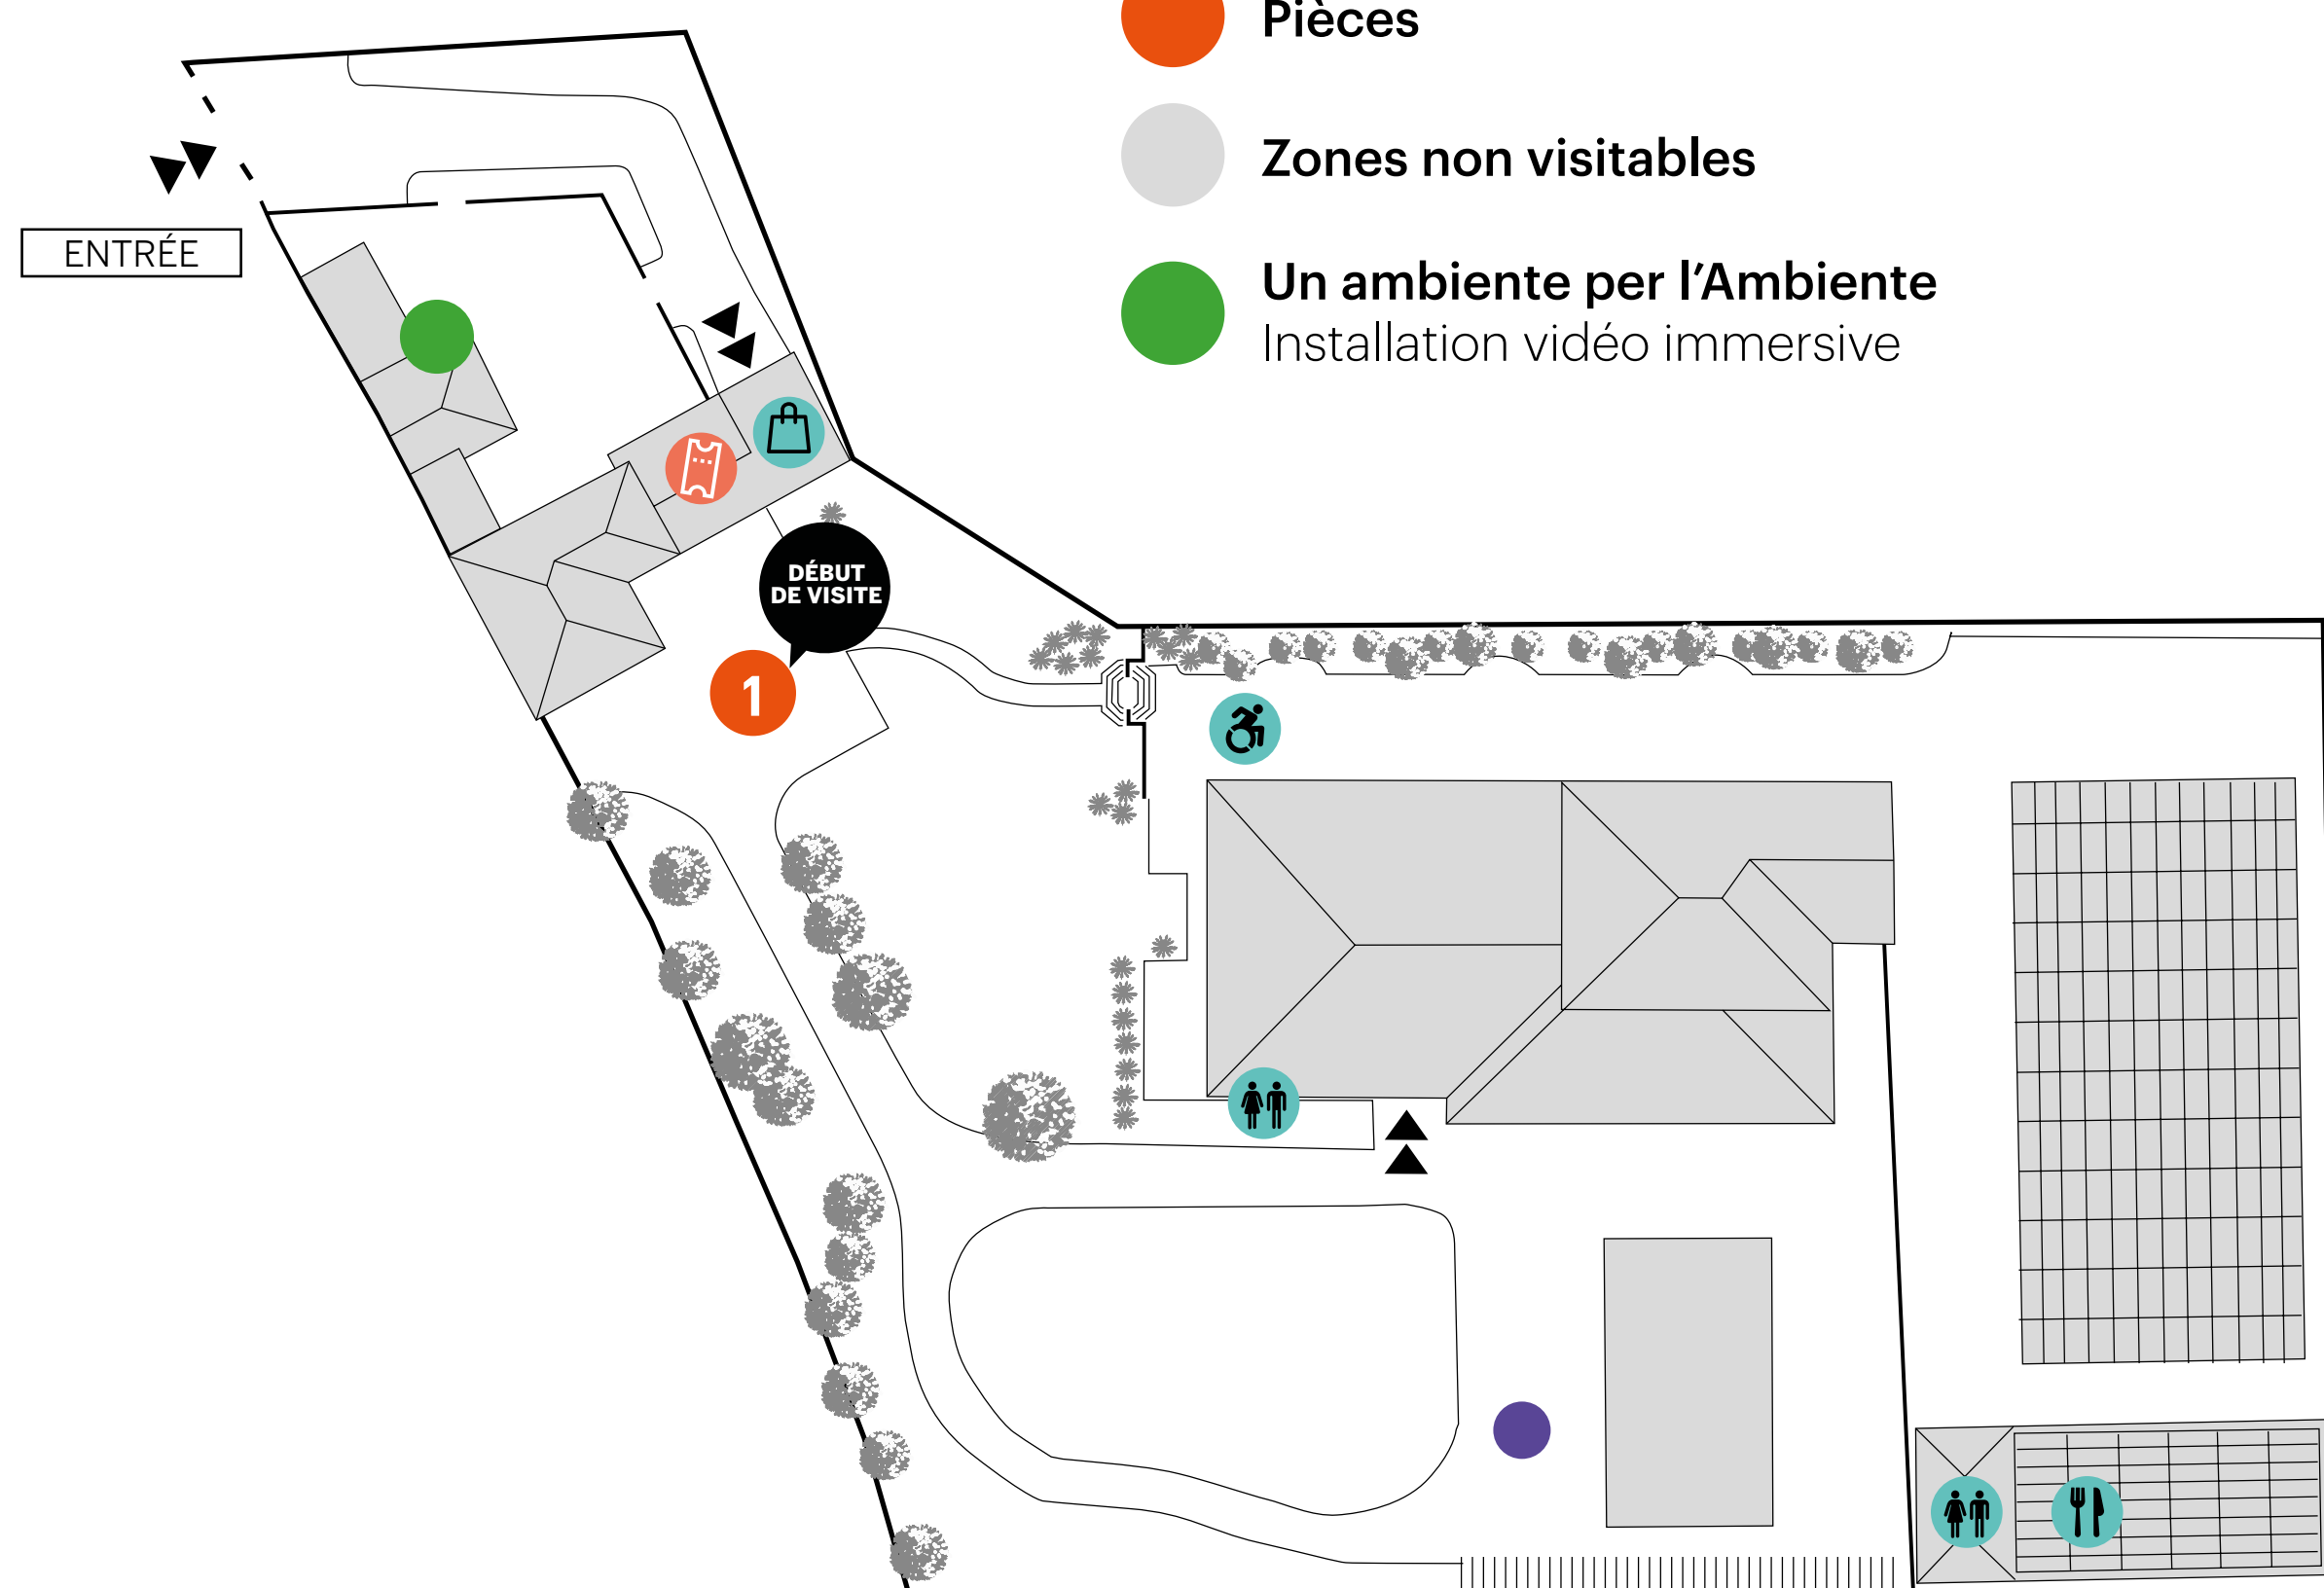 Pièces
Zones non visitables
Un ambiente per l’Ambiente
Installation vidéo immersive
ENTRÉE
DÉBUT
DE VISITE
1